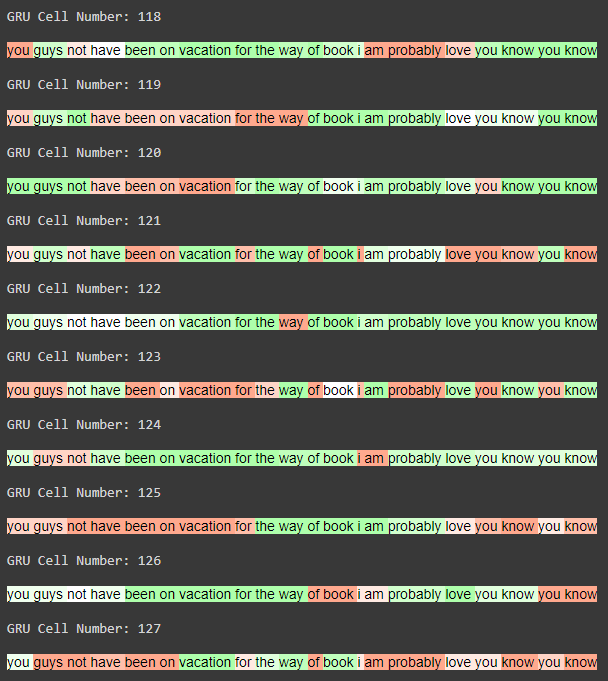 GRU Cell Number: 118
you guys not have been on vacation for the way of book i am probably love you know you know
GRU Cell Number: 119
you guys not have been on vacation for the way of book i am probably love you know you know
GRU Cell Number: 120
you guys not have been on vacation for the way of book i am probably love you know you know
GRU Cell Number: 121
you guys not have been on vacation for the way of book i am probably love you know you know
GRU Cell Number: 122
you guys not have been on vacation for the way of book i am probably love you know you know
GRU Cell Number: 123
you guys not have been on vacation for the way of book i am probably love you know you know
GRU Cell Number: 124
you guys not have been on vacation for the way of book i am probably love you know you know
GRU Cell Number: 125
you guys not have been on vacation for the way of book i am probably love you know you know
GRU Cell Number: 126
you guys not have been on vacation for the way of book i am probably love you know you know
GRU Cell Number: 127
you guys not have been on vacation for the way of book i am probably love you know you know